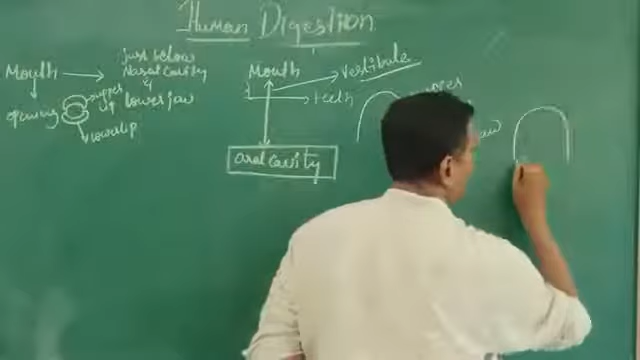 Human Digestion
Mouth
just below
Nasal Cavity
&
Lower jaw
opening
upper
lip
lower lip
Mouth
Vestibule
teeth
Oral Cavity